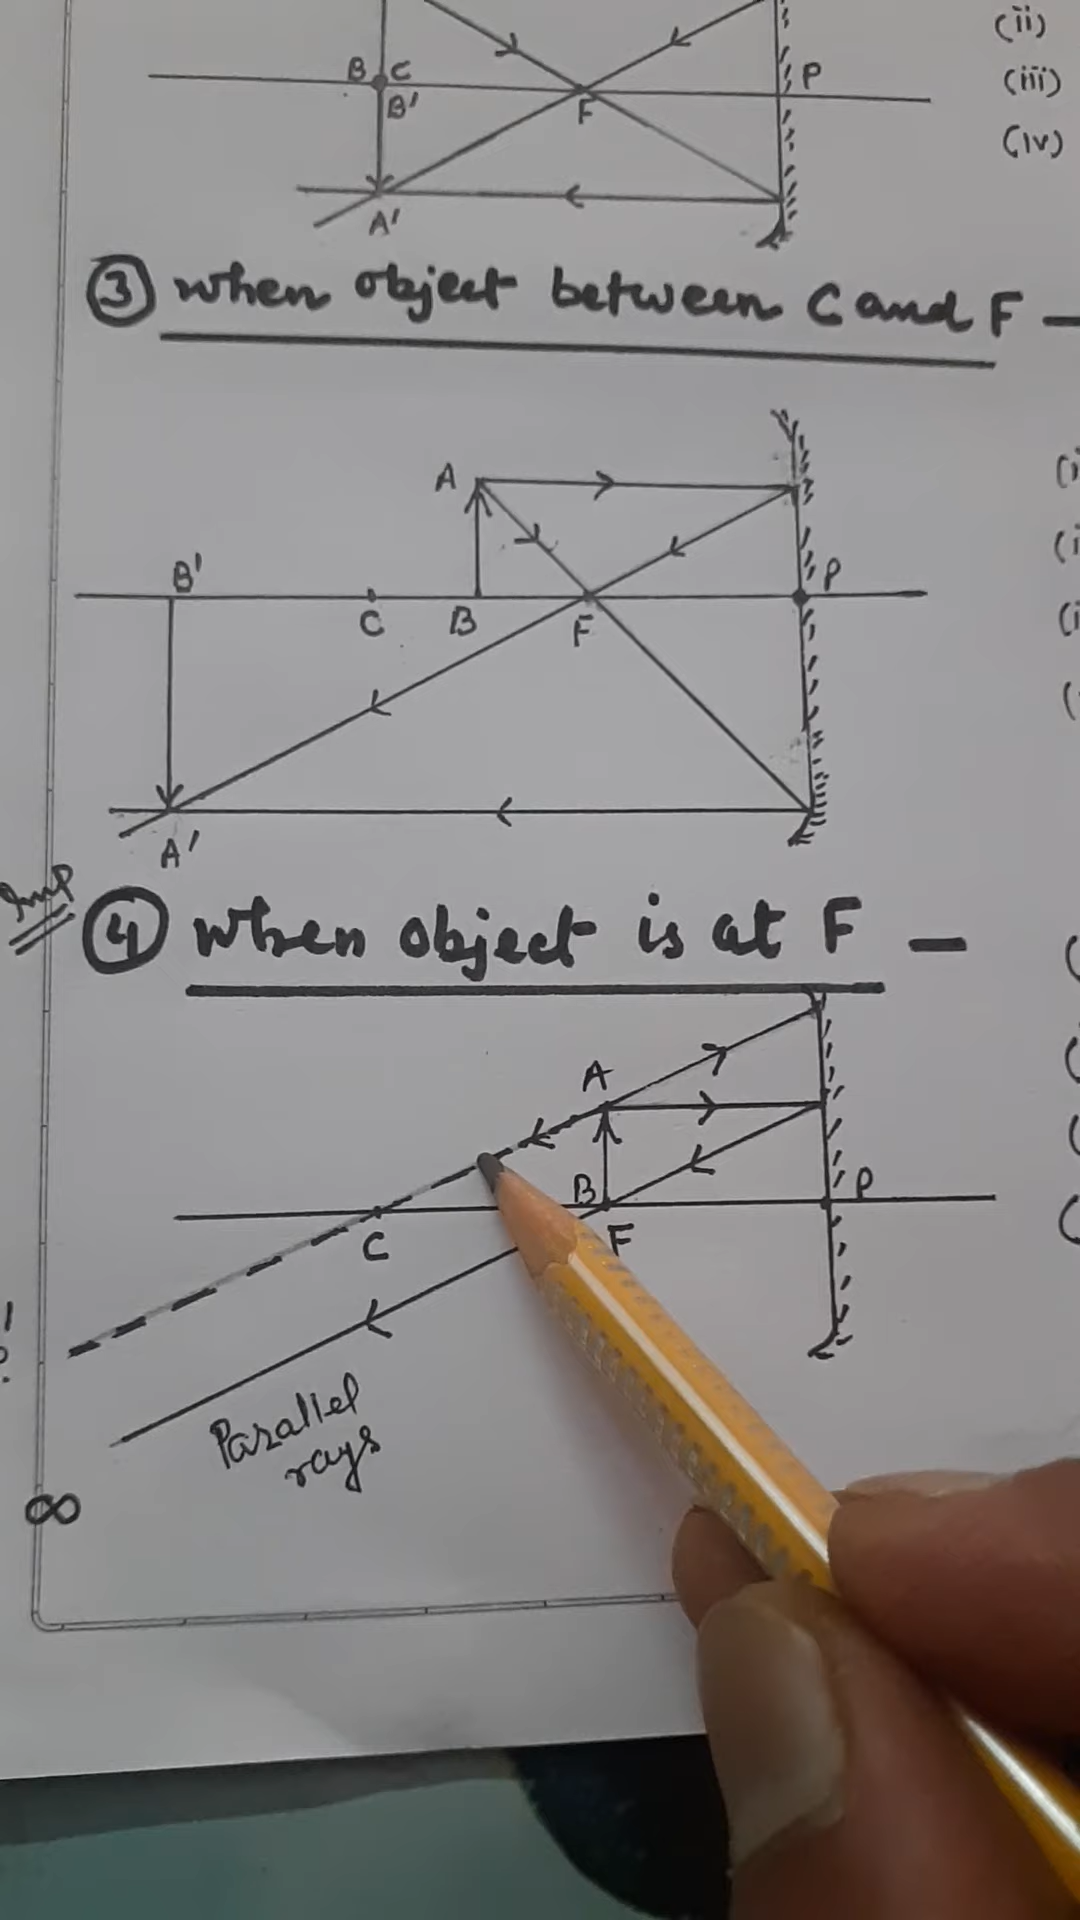 (ii)
B C
P
(iii)
B'
F
(iv)
A'
3 when object between C and F –
A
B'
P
C
B
F
A'
Imp
4 when object is at F –
A
B
P
C
F
Parallel
rays
∞